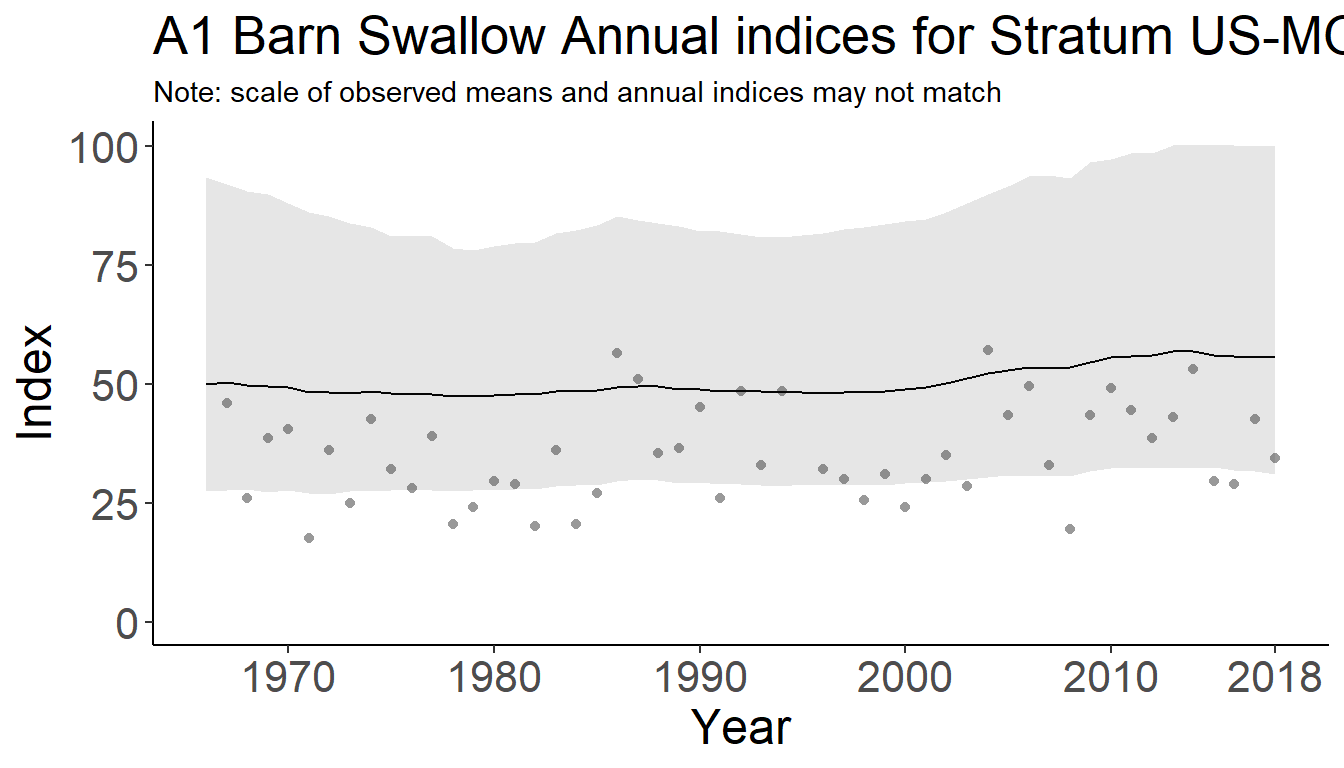 A1 Barn Swallow Annual indices for Stratum US-MO
Note: scale of observed means and annual indices may not match
100
75
50
25
0
Index
1970 1980 1990 2000 2010 2018
Year